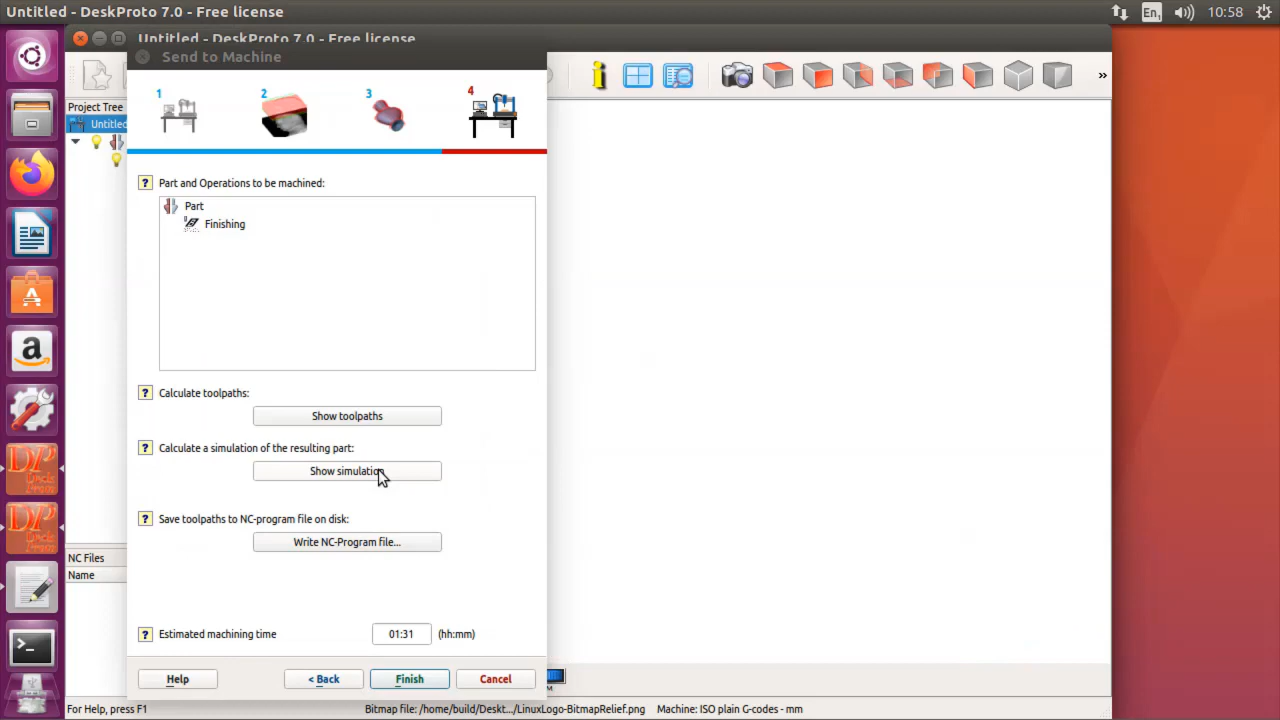 Untitled - DeskProto 7.0 - Free license
En1
10:58
Untitled - DeskProto 7.0 - Free license
Send to Machine
1
2
3
4
»
Project Tree
Untitled
? Part and Operations to be machined:
Part
Finishing
? Calculate toolpaths:
Show toolpaths
? Calculate a simulation of the resulting part:
Show simulation
? Save toolpaths to NC-program file on disk:
Write NC-Program file...
NC Files
Name
? Estimated machining time 01:31 (hh:mm)
Help < Back Finish Cancel
For Help, press F1 Bitmap file: /home/build/Deskt.../LinuxLogo-BitmapRelief.png Machine: ISO plain G-codes - mm